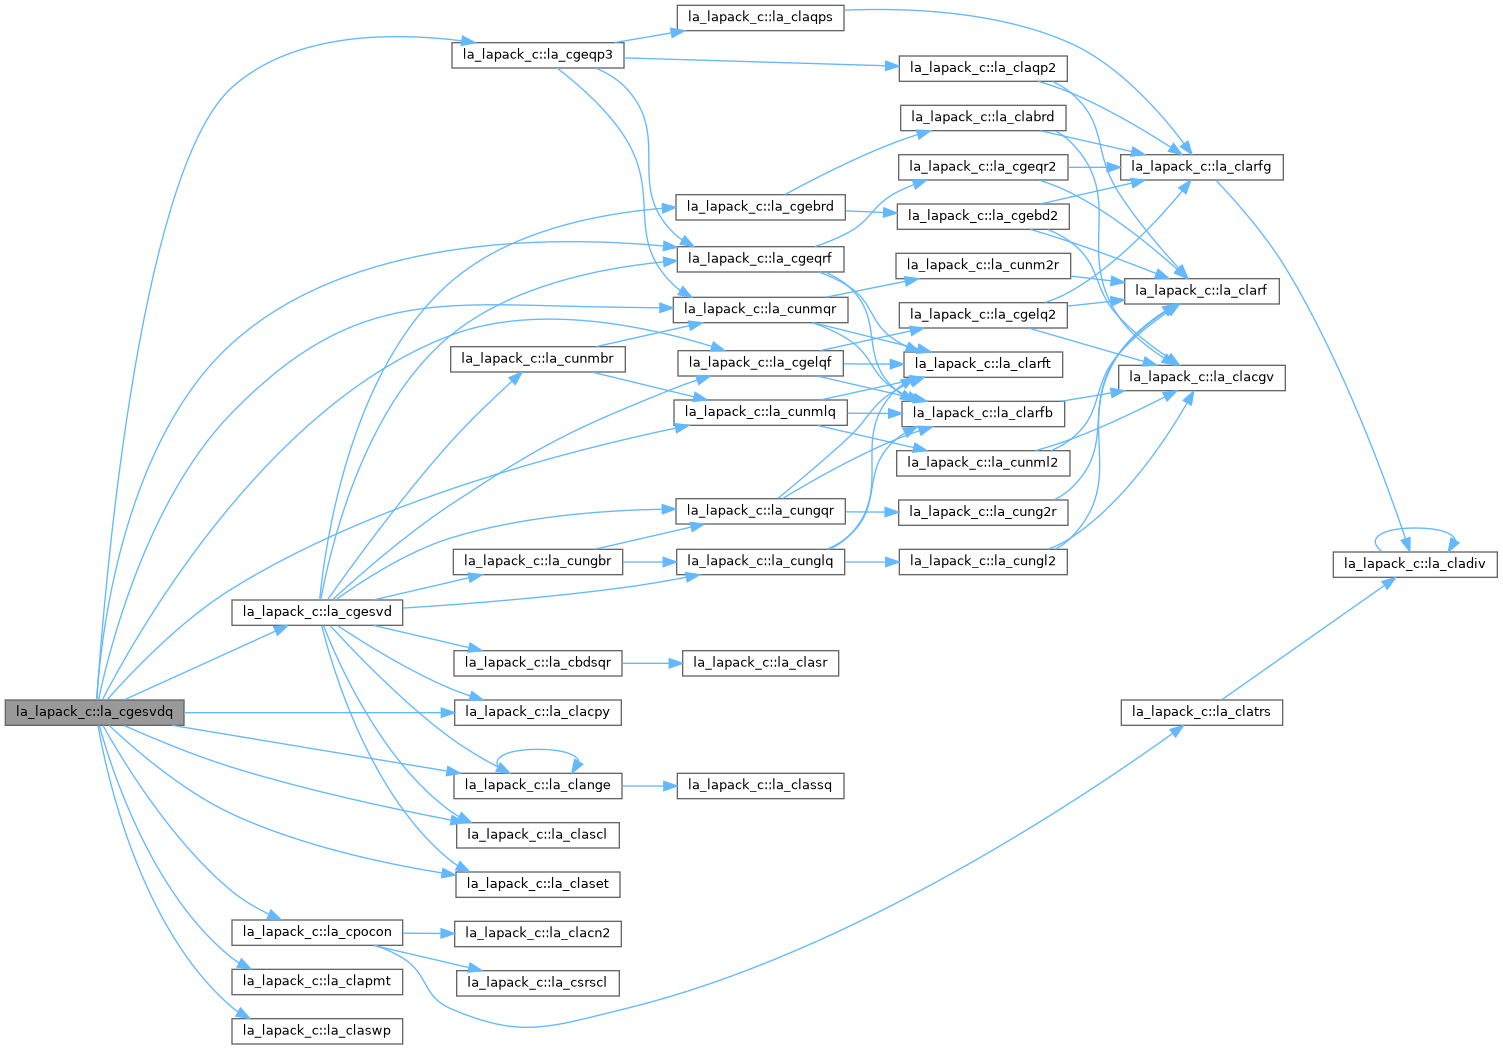 la_lapack_c::la_claqps
la_lapack_c::la_cgeqp3
la_lapack_c::la_claqp2
la_lapack_c::la_clabrd
la_lapack_c::la_cgeqr2
la_lapack_c::la_clarfg
la_lapack_c::la_cgebrd
la_lapack_c::la_cgebd2
la_lapack_c::la_cgeqrf
la_lapack_c::la_cunm2r
la_lapack_c::la_clarf
la_lapack_c::la_cunmqr
la_lapack_c::la_cgelq2
la_lapack_c::la_cunmbr
la_lapack_c::la_cgelqf
la_lapack_c::la_clarft
la_lapack_c::la_clacgv
la_lapack_c::la_cunmlq
la_lapack_c::la_clarfb
la_lapack_c::la_cunml2
la_lapack_c::la_cungqr
la_lapack_c::la_cung2r
la_lapack_c::la_cungbr
la_lapack_c::la_cunglq
la_lapack_c::la_cungl2
la_lapack_c::la_cladiv
la_lapack_c::la_cgesvd
la_lapack_c::la_cbdsqr
la_lapack_c::la_clasr
la_lapack_c::la_cgesvdq
la_lapack_c::la_clacpy
la_lapack_c::la_clatrs
la_lapack_c::la_clange
la_lapack_c::la_classq
la_lapack_c::la_clascl
la_lapack_c::la_claset
la_lapack_c::la_cpocon
la_lapack_c::la_clacn2
la_lapack_c::la_clapmt
la_lapack_c::la_csrscl
la_lapack_c::la_claswp